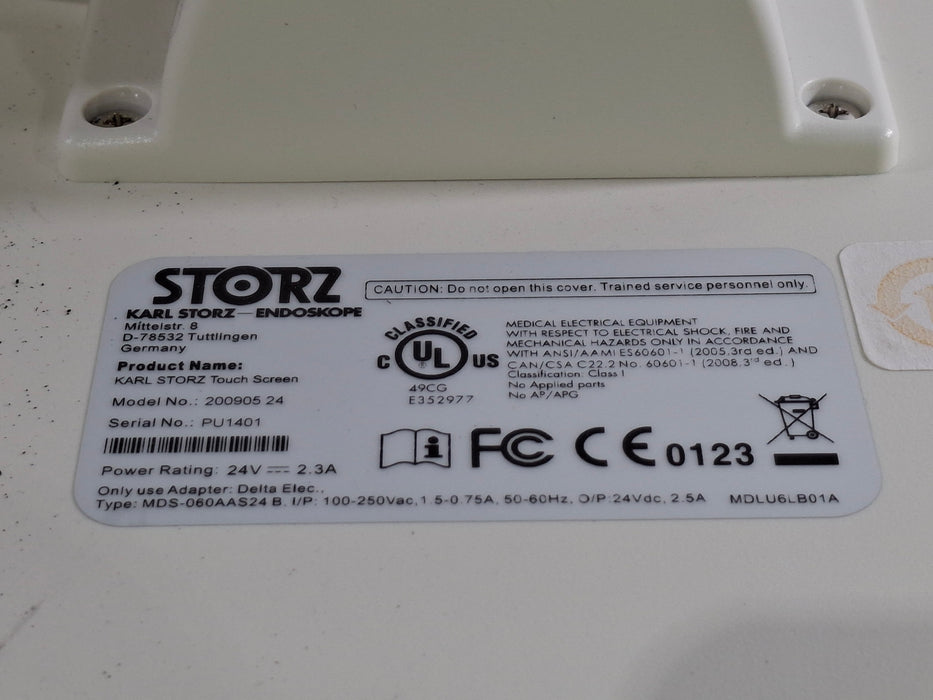 STORZ
KARL STORZ — ENDOSKOPE
Mittelstr. 8
D-78532 Tuttlingen
Germany
Product Name:
KARL STORZ Touch Screen
Model No.: 200905 24
Serial No.: PU1401
Power Rating: 24V ⎓ 2.3A
Only use Adapter: Delta Elec.,
Type: MDS-060AAS24 B, I/P: 100-250Vac, 1.5-0.75A, 50-60Hz, O/P:24Vdc, 2.5A
MDLU6LB01A
CAUTION: Do not open this cover. Trained service personnel only.
CLASSIFIED
C UL US
49CG
E352977
MEDICAL ELECTRICAL EQUIPMENT
WITH RESPECT TO ELECTRICAL SHOCK, FIRE AND
MECHANICAL HAZARDS ONLY IN ACCORDANCE
WITH ANSI/AAMI ES60601-1 (2005.3rd ed.) AND
CAN/CSA C22.2 No. 60601-1 (2008.3rd ed.)
Classification: Class I
No Applied parts
No AP/APG
i FC CE 0123